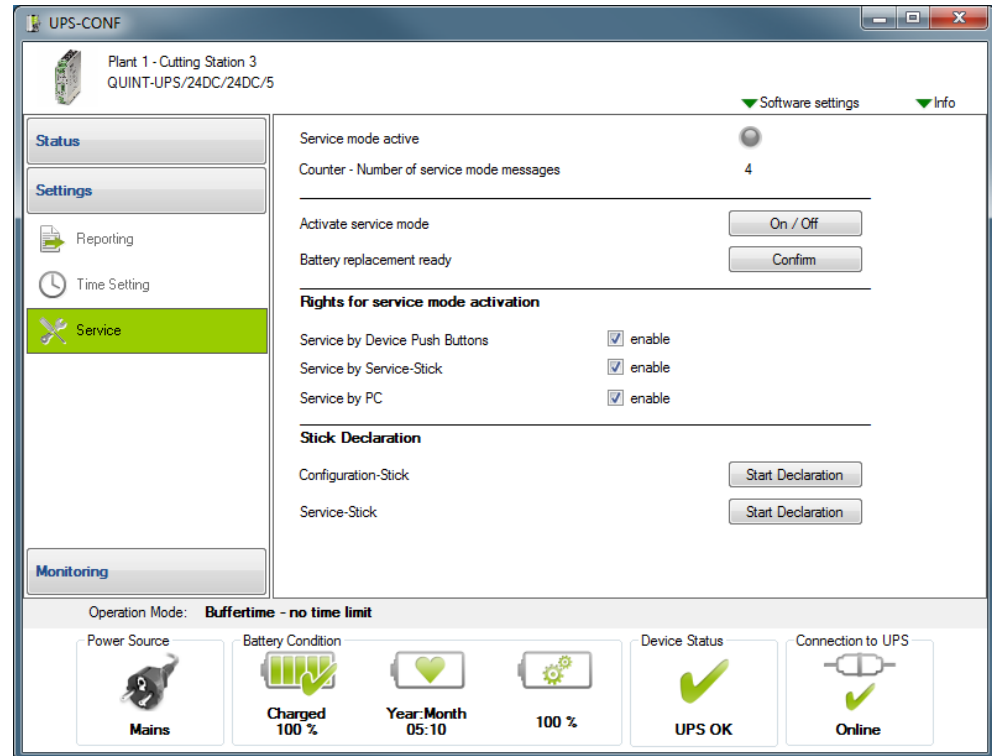 UPS-CONF
Plant 1 - Cutting Station 3
QUINT-UPS/24DC/24DC/5
Software settings
Info
Status
Settings
Reporting
Time Setting
Service
Monitoring
Service mode active
Counter - Number of service mode messages 4
Activate service mode On / Off
Battery replacement ready Confirm
Rights for service mode activation
Service by Device Push Buttons enable
Service by Service-Stick enable
Service by PC enable
Stick Declaration
Configuration-Stick Start Declaration
Service-Stick Start Declaration
Operation Mode: Buffertime - no time limit
Power Source
Mains
Battery Condition
Charged
100 %
Year:Month
05:10
100 %
Device Status
UPS OK
Connection to UPS
Online